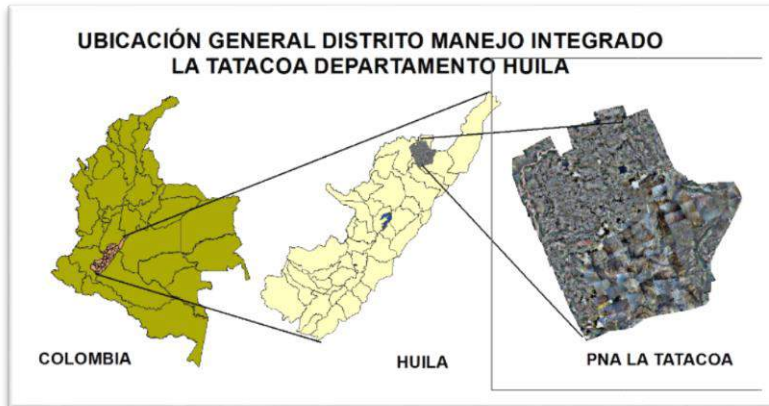 UBICACIÓN GENERAL DISTRITO MANEJO INTEGRADO
LA TATACOA DEPARTAMENTO HUILA
COLOMBIA
HUILA
PNA LA TATACOA